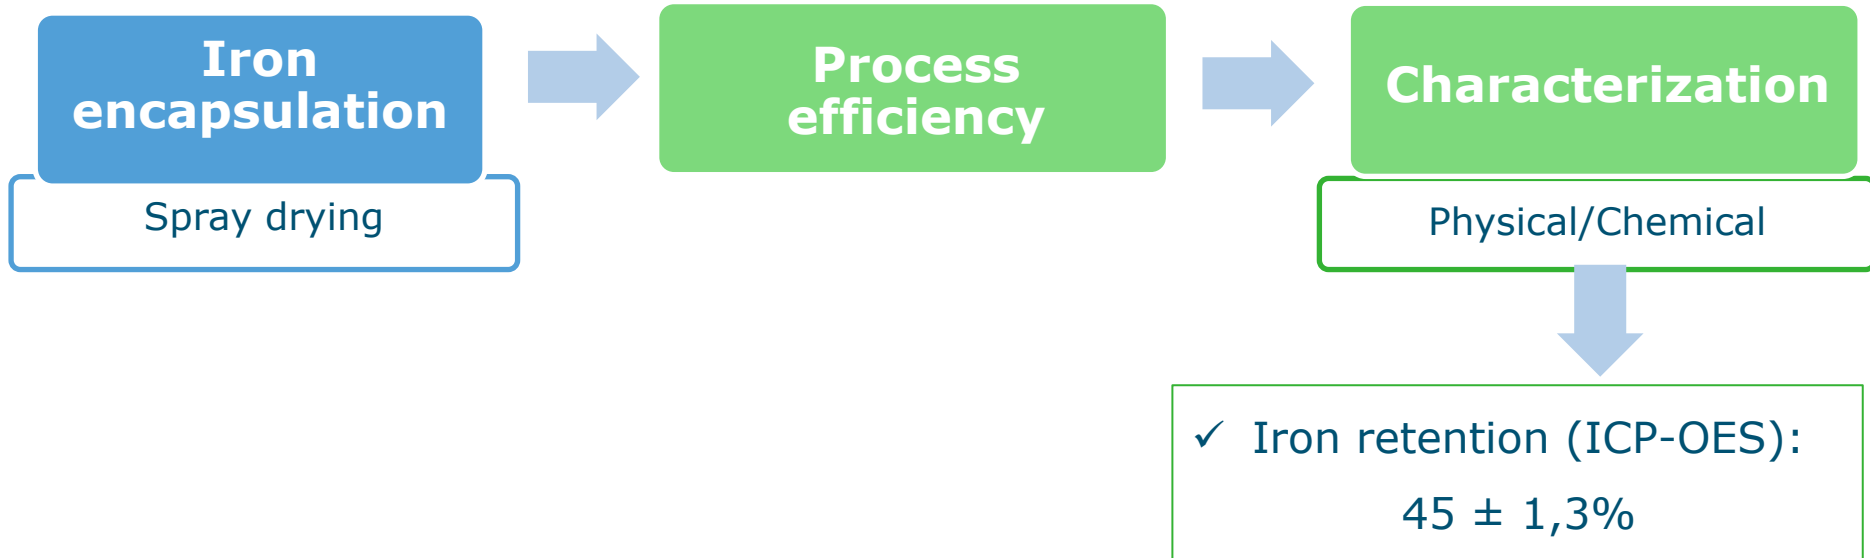 Iron
encapsulation
Spray drying
Process
efficiency
Characterization
Physical/Chemical
✓ Iron retention (ICP-OES):
45 ± 1,3%